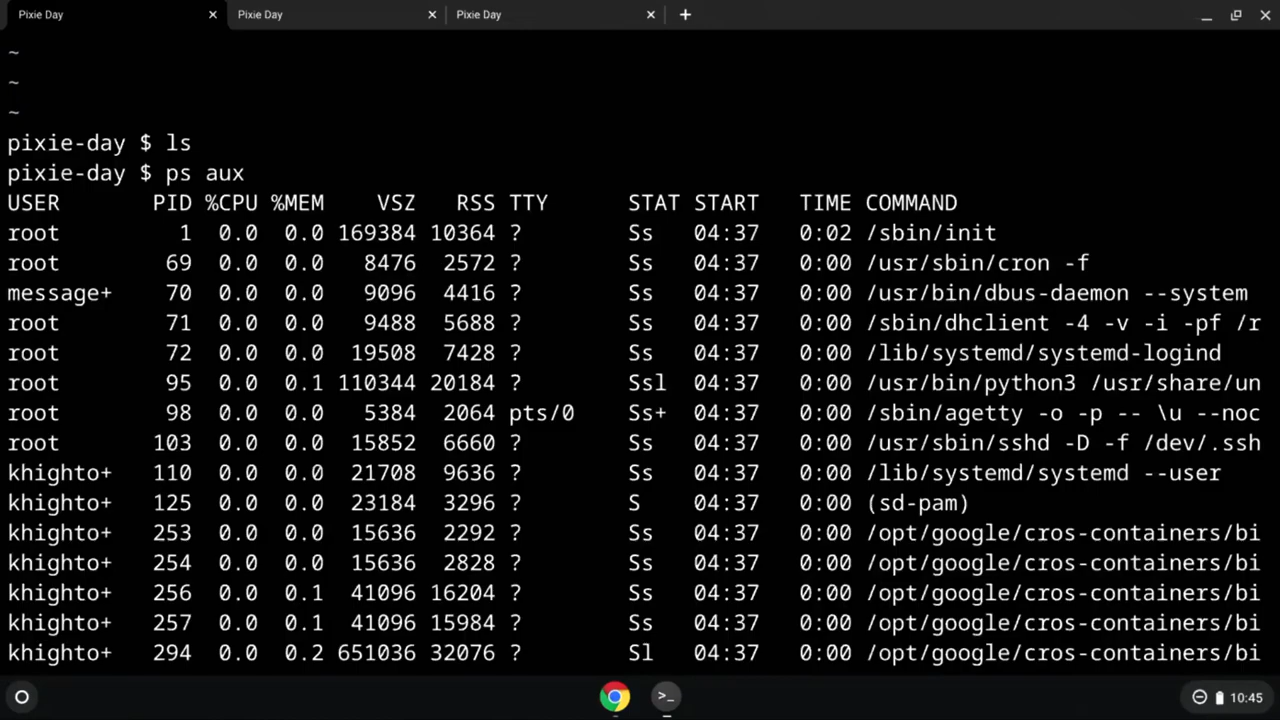 Pixie Day Pixie Day Pixie Day
~
~
~
pixie-day $ ls
pixie-day $ ps aux
USER PID %CPU %MEM VSZ RSS TTY STAT START TIME COMMAND
root 1 0.0 0.0 169384 10364 ? Ss 04:37 0:02 /sbin/init
root 69 0.0 0.0 8476 2572 ? Ss 04:37 0:00 /usr/sbin/cron -f
message+ 70 0.0 0.0 9096 4416 ? Ss 04:37 0:00 /usr/bin/dbus-daemon --system
root 71 0.0 0.0 9488 5688 ? Ss 04:37 0:00 /sbin/dhclient -4 -v -i -pf /r
root 72 0.0 0.0 19508 7428 ? Ss 04:37 0:00 /lib/systemd/systemd-logind
root 95 0.0 0.1 110344 20184 ? Ssl 04:37 0:00 /usr/bin/python3 /usr/share/un
root 98 0.0 0.0 5384 2064 pts/0 Ss+ 04:37 0:00 /sbin/agetty -o -p -- \u --noc
root 103 0.0 0.0 15852 6660 ? Ss 04:37 0:00 /usr/sbin/sshd -D -f /dev/.ssh
khighto+ 110 0.0 0.0 21708 9636 ? Ss 04:37 0:00 /lib/systemd/systemd --user
khighto+ 125 0.0 0.0 23184 3296 ? S 04:37 0:00 (sd-pam)
khighto+ 253 0.0 0.0 15636 2292 ? Ss 04:37 0:00 /opt/google/cros-containers/bi
khighto+ 254 0.0 0.0 15636 2828 ? Ss 04:37 0:00 /opt/google/cros-containers/bi
khighto+ 256 0.0 0.1 41096 16204 ? Ss 04:37 0:00 /opt/google/cros-containers/bi
khighto+ 257 0.0 0.1 41096 15984 ? Ss 04:37 0:00 /opt/google/cros-containers/bi
khighto+ 294 0.0 0.2 651036 32076 ? Sl 04:37 0:00 /opt/google/cros-containers/bi
10:45